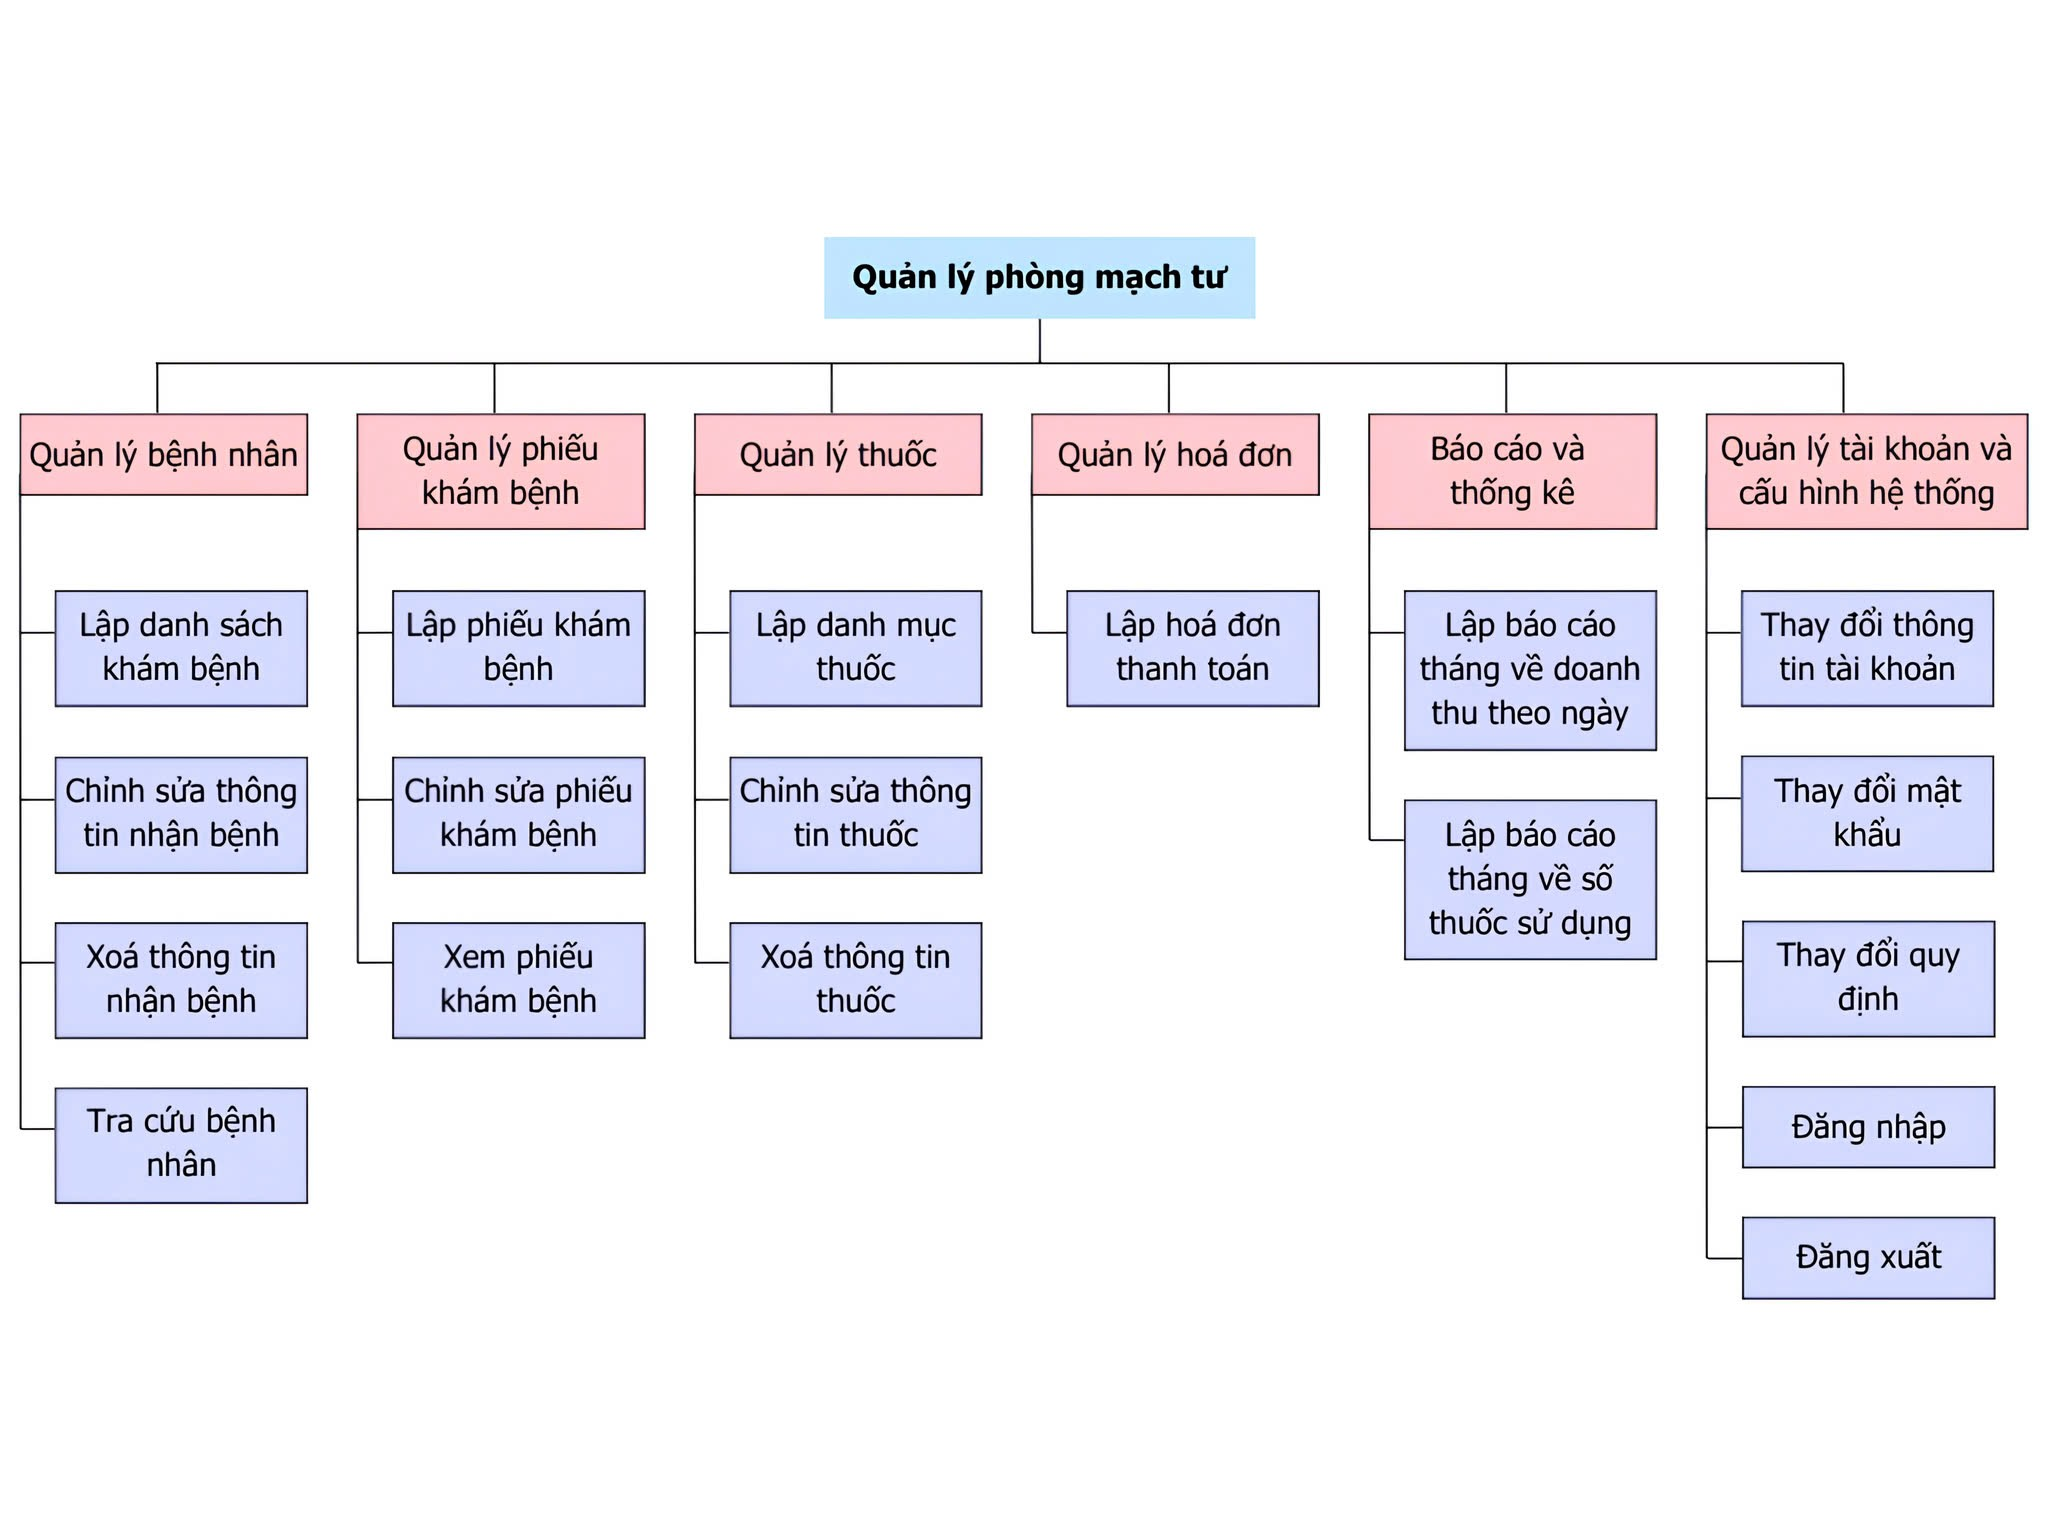 Quản lý phòng mạch tư
Quản lý bệnh nhân
Lập danh sách
khám bệnh
Chỉnh sửa thông
tin nhận bệnh
Xoá thông tin
nhận bệnh
Tra cứu bệnh
nhân
Quản lý phiếu
khám bệnh
Lập phiếu khám
bệnh
Chỉnh sửa phiếu
khám bệnh
Xem phiếu
khám bệnh
Quản lý thuốc
Lập danh mục
thuốc
Chỉnh sửa thông
tin thuốc
Xoá thông tin
thuốc
Quản lý hoá đơn
Lập hoá đơn
thanh toán
Báo cáo và
thống kê
Lập báo cáo
tháng về doanh
thu theo ngày
Lập báo cáo
tháng về số
thuốc sử dụng
Quản lý tài khoản và
cấu hình hệ thống
Thay đổi thông
tin tài khoản
Thay đổi mật
khẩu
Thay đổi quy
định
Đăng nhập
Đăng xuất